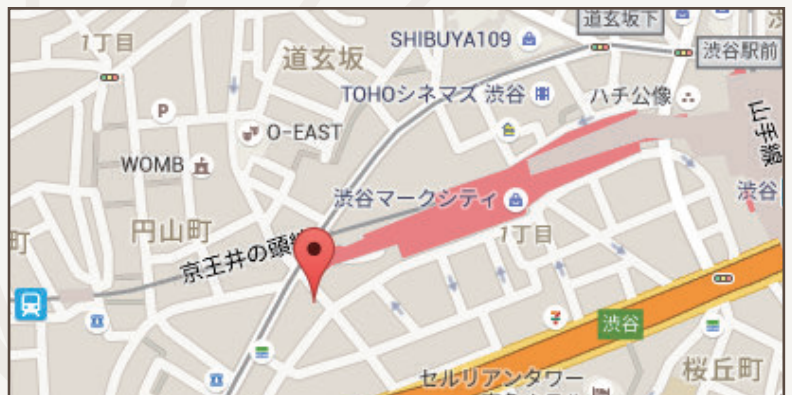 道玄坂下
1丁目
SHIBUYA109
渋谷駅前
道玄坂
TOHOシネマズ 渋谷
ハチ公像
P
O-EAST
山手線
WOMB
渋谷マークシティ
渋谷
円山町
町
1丁目
京王井の頭線
渋谷
桜丘町
セルリアンタワー